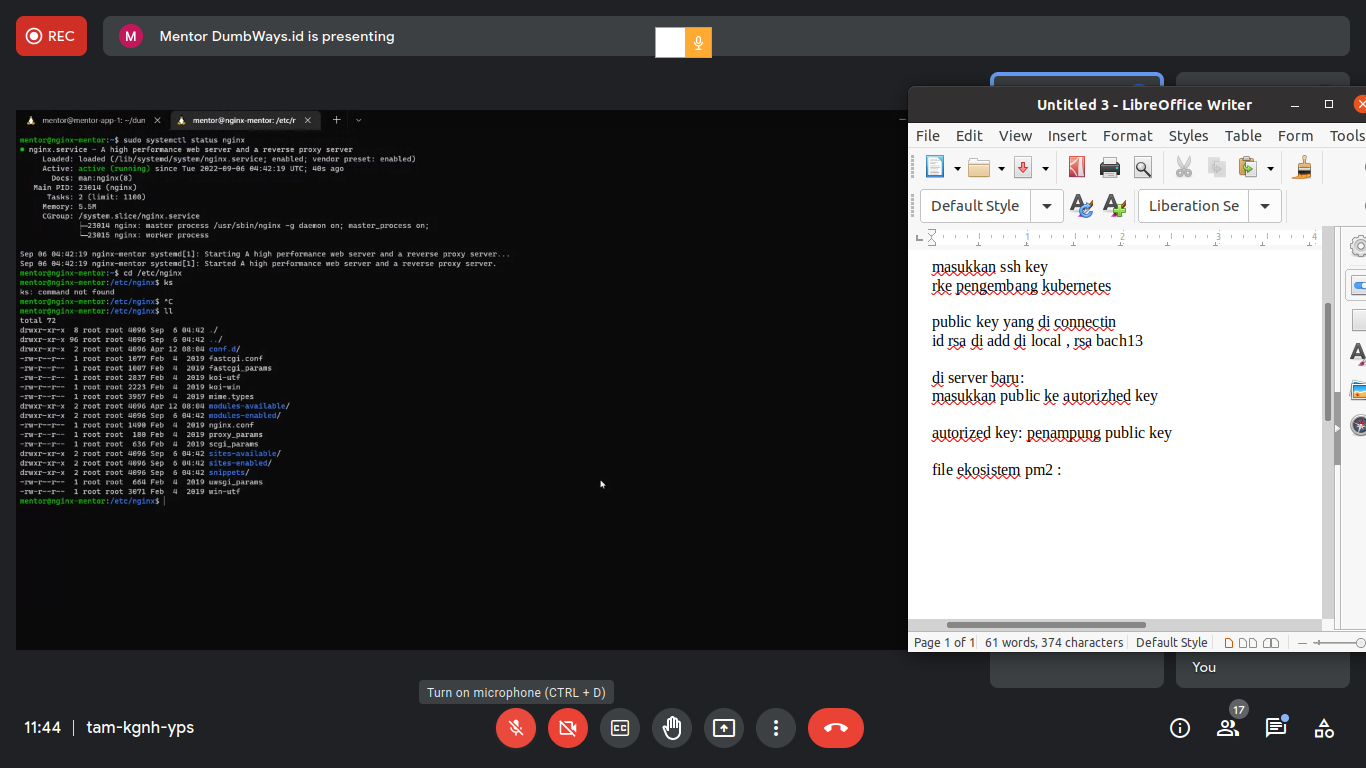 REC
M
Mentor DumbWays.id is presenting
mentor@mentor-app-1: ~/dun
mentor@nginx-mentor: /etc/r
mentor@nginx-mentor:~$ sudo systemctl status nginx
● nginx.service - A high performance web server and a reverse proxy server
Loaded: loaded (/lib/systemd/system/nginx.service; enabled; vendor preset: enabled)
Active: active (running) since Tue 2022-09-06 04:42:19 UTC; 40s ago
Docs: man:nginx(8)
Main PID: 23014 (nginx)
Tasks: 2 (limit: 1100)
Memory: 5.5M
CGroup: /system.slice/nginx.service
├─23014 nginx: master process /usr/sbin/nginx -g daemon on; master_process on;
└─23015 nginx: worker process
Sep 06 04:42:19 nginx-mentor systemd[1]: Starting A high performance web server and a reverse proxy server...
Sep 06 04:42:19 nginx-mentor systemd[1]: Started A high performance web server and a reverse proxy server.
mentor@nginx-mentor:~$ cd /etc/nginx
mentor@nginx-mentor:/etc/nginx$ ks
ks: command not found
mentor@nginx-mentor:/etc/nginx$ ^C
mentor@nginx-mentor:/etc/nginx$ ll
total 72
drwxr-xr-x 8 root root 4096 Sep 6 04:42 ./
drwxr-xr-x 96 root root 4096 Sep 6 04:42 ../
drwxr-xr-x 2 root root 4096 Apr 12 08:04 conf.d/
-rw-r--r-- 1 root root 1077 Feb 4 2019 fastcgi.conf
-rw-r--r-- 1 root root 1007 Feb 4 2019 fastcgi_params
-rw-r--r-- 1 root root 2837 Feb 4 2019 koi-utf
-rw-r--r-- 1 root root 2223 Feb 4 2019 koi-win
-rw-r--r-- 1 root root 3957 Feb 4 2019 mime.types
drwxr-xr-x 2 root root 4096 Apr 12 08:04 modules-available/
drwxr-xr-x 2 root root 4096 Sep 6 04:42 modules-enabled/
-rw-r--r-- 1 root root 1490 Feb 4 2019 nginx.conf
-rw-r--r-- 1 root root 180 Feb 4 2019 proxy_params
-rw-r--r-- 1 root root 636 Feb 4 2019 scgi_params
drwxr-xr-x 2 root root 4096 Sep 6 04:42 sites-available/
drwxr-xr-x 2 root root 4096 Sep 6 04:42 sites-enabled/
drwxr-xr-x 2 root root 4096 Sep 6 04:42 snippets/
-rw-r--r-- 1 root root 664 Feb 4 2019 uwsgi_params
-rw-r--r-- 1 root root 3071 Feb 4 2019 win-utf
mentor@nginx-mentor:/etc/nginx$
Untitled 3 - LibreOffice Writer
File Edit View Insert Format Styles Table Form Tools
Default Style
Liberation Se
1 2 3 4
masukkan ssh key
rke pengembang kubernetes
public key yang di connectin
id rsa di add di local , rsa bach13
di server baru:
masukkan public ke autorizhed key
autorized key: penampung public key
file ekosistem pm2 :
Page 1 of 1
61 words, 374 characters
Default Style
You
Turn on microphone (CTRL + D)
11:44 | tam-kgnh-yps
17